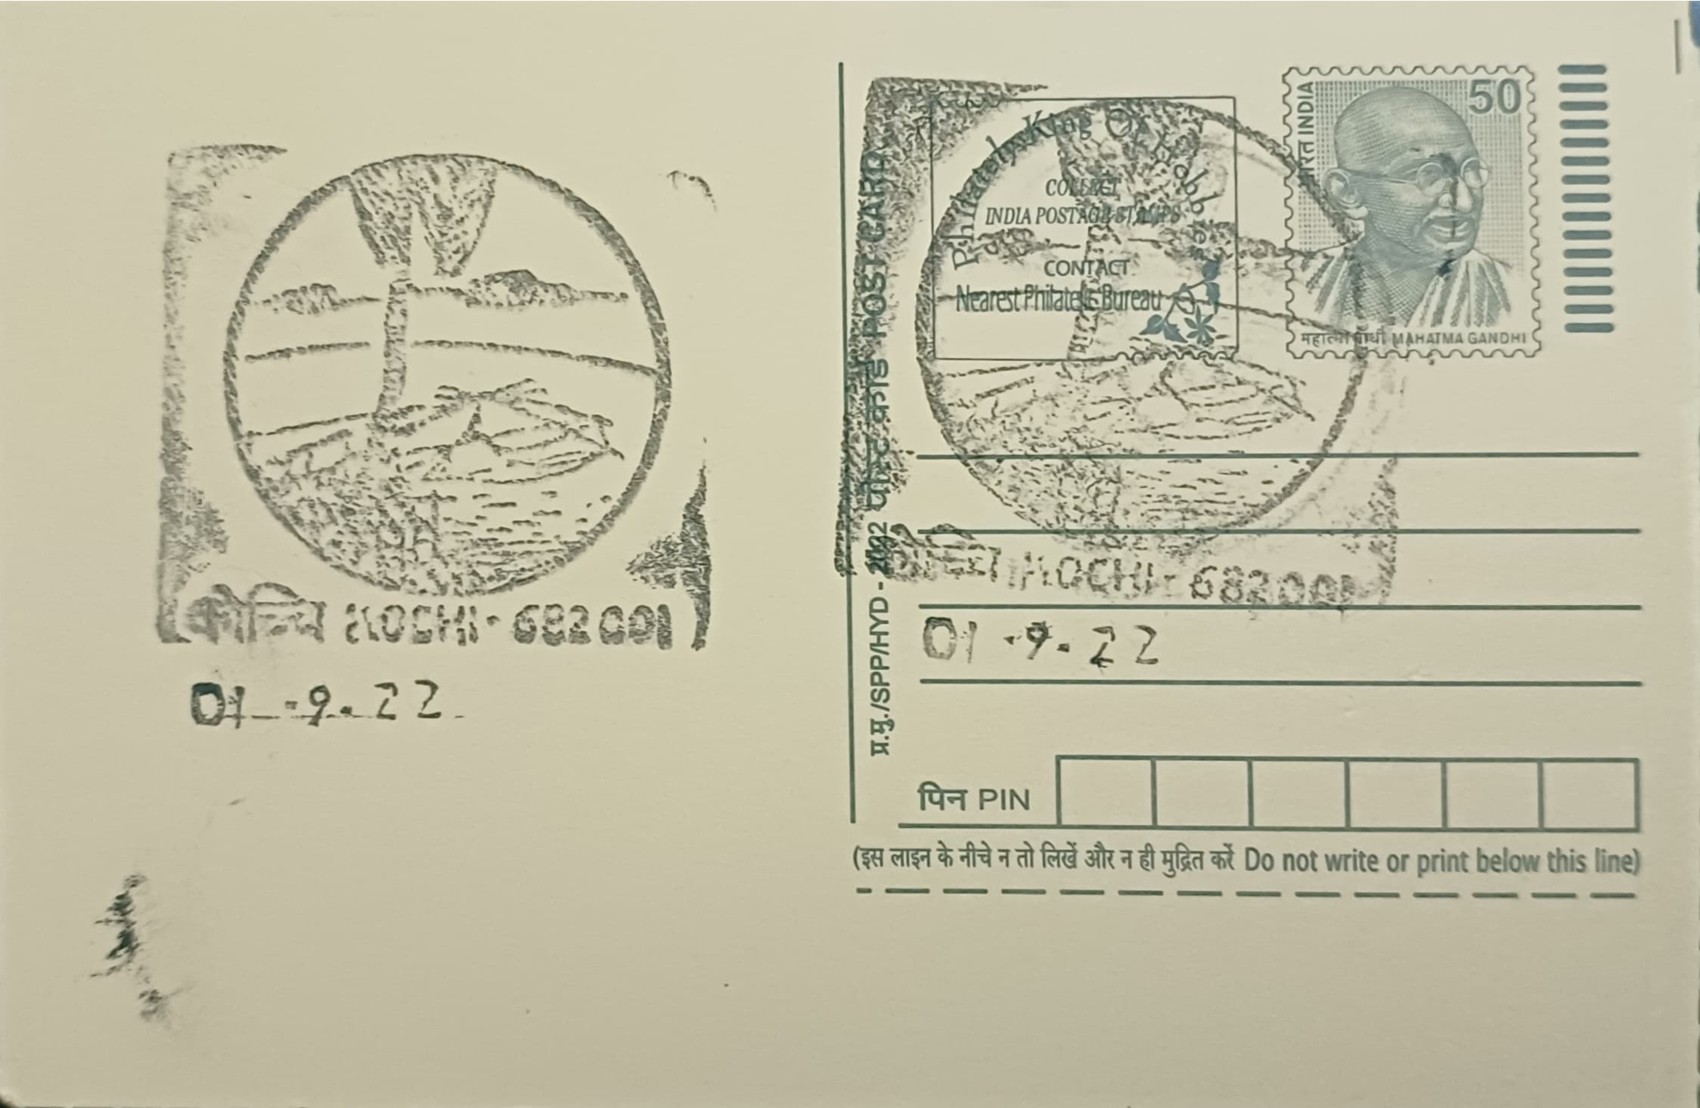 कोच्चि KOCHI - 682001
01-9-22
पोस्ट कार्ड POST CARD
प्र.मु./SPP/HYD - 2002
Philately King Of Hobbies
COLLECT
INDIA POSTAGE STAMPS
CONTACT
Nearest Philatelic Bureau
भारत INDIA
50
महात्मा गांधी MAHATMA GANDHI
कोच्चि KOCHI - 682001
01-9-22
पिन PIN
(इस लाइन के नीचे न तो लिखें और न ही मुद्रित करें Do not write or print below this line)